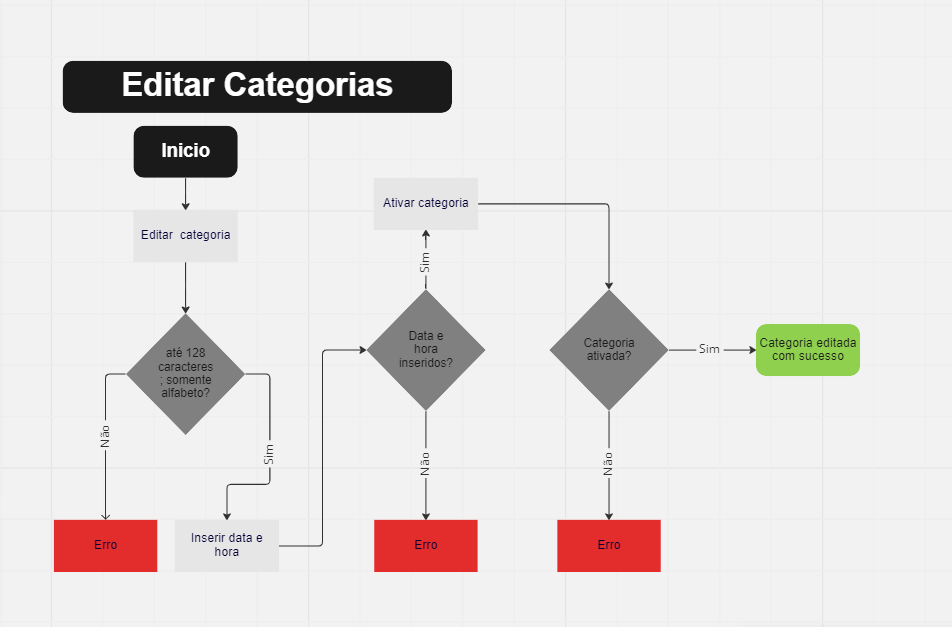 Editar Categorias
Inicio
Editar  categoria
até 128
caracteres
; somente
alfabeto?
Não
Sim
Erro
Inserir data e
hora
Ativar categoria
Sim
Data e
hora
inseridos?
Não
Erro
Categoria
ativada?
Sim
Não
Erro
Categoria editada
com sucesso